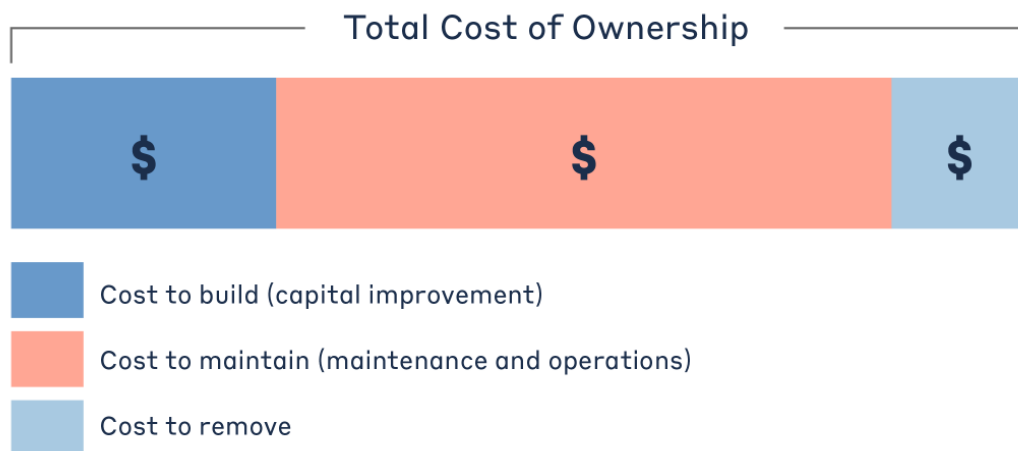 Total Cost of Ownership
$ $ $
Cost to build (capital improvement)
Cost to maintain (maintenance and operations)
Cost to remove